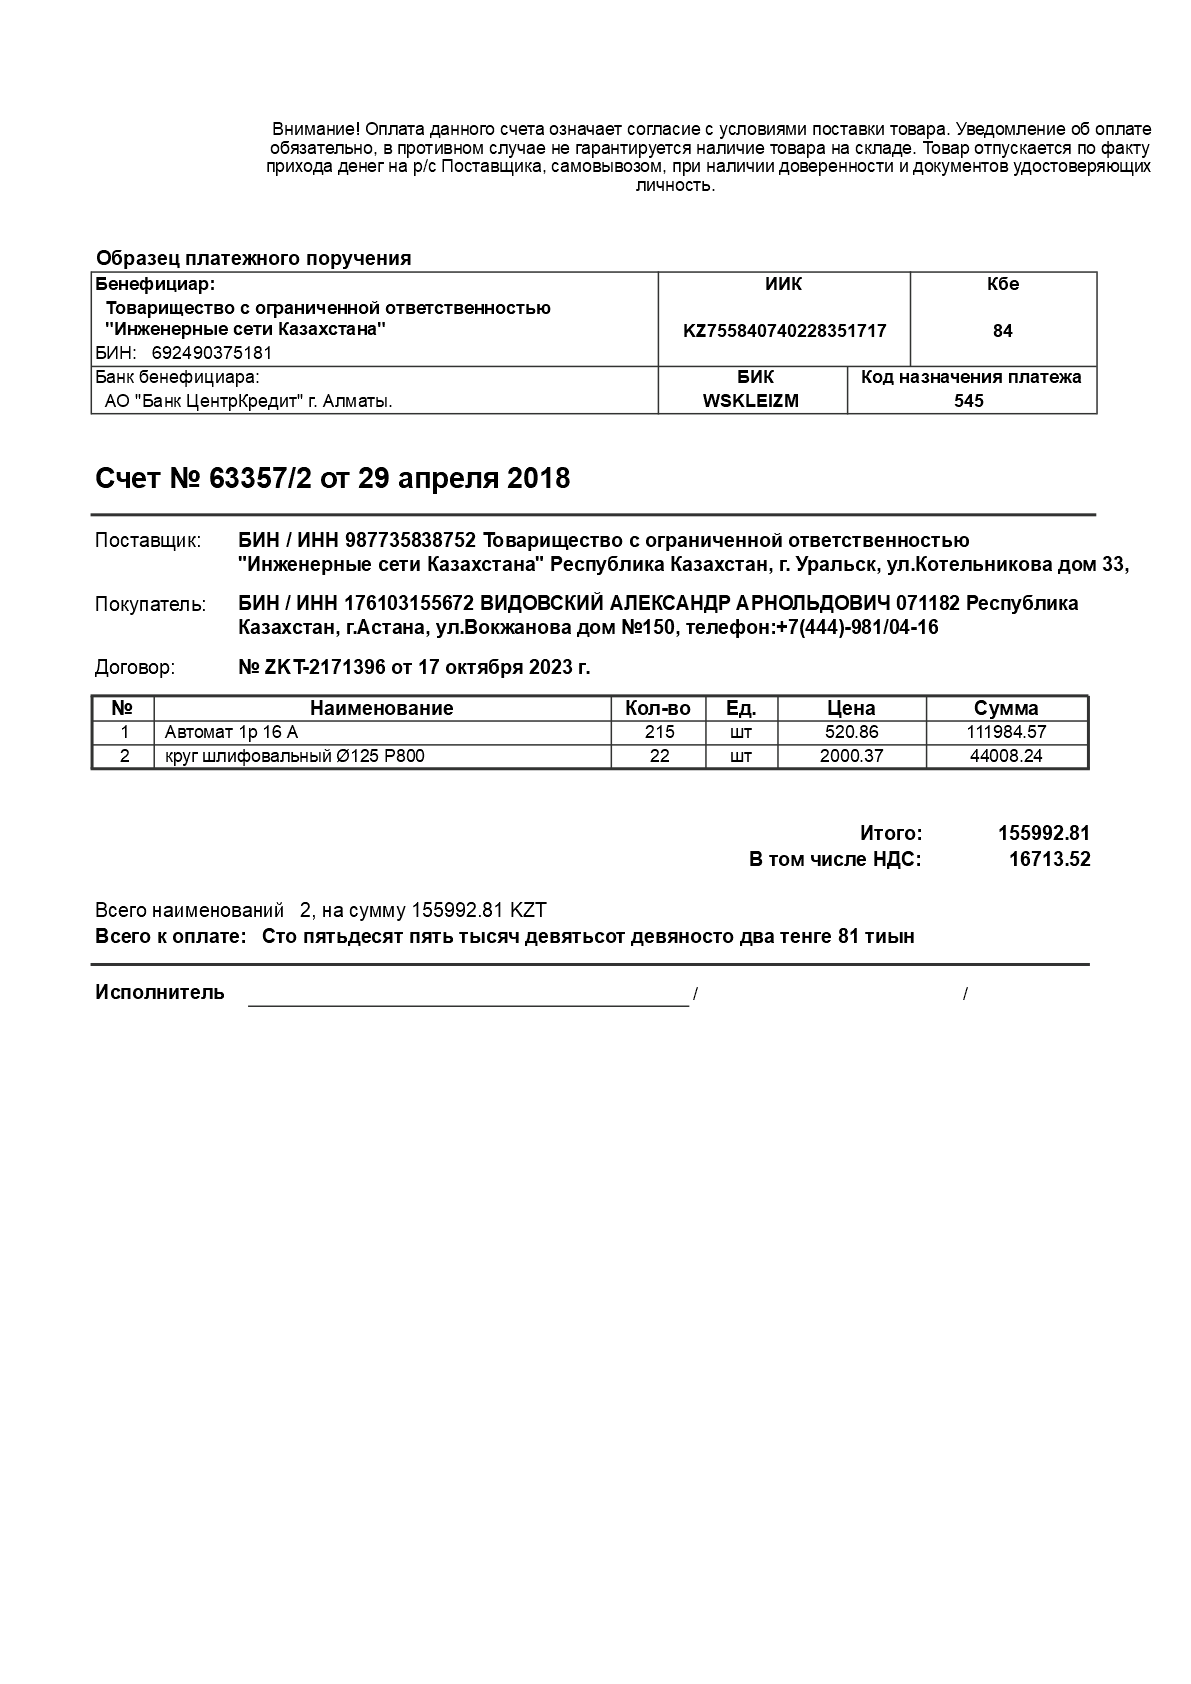 Внимание! Оплата данного счета означает согласие с условиями поставки товара. Уведомление об оплате
обязательно, в противном случае не гарантируется наличие товара на складе. Товар отпускается по факту
прихода денег на р/с Поставщика, самовывозом, при наличии доверенности и документов удостоверяющих
личность.
Образец платежного поручения
Бенефициар: ИИК Кбе
Товарищество с ограниченной ответственностью
"Инженерные сети Казахстана" KZ755840740228351717 84
БИН: 692490375181
Банк бенефициара: БИК Код назначения платежа
АО "Банк ЦентрКредит" г. Алматы. WSKLEIZM 545
Счет № 63357/2 от 29 апреля 2018
Поставщик: БИН / ИНН 987735838752 Товарищество с ограниченной ответственностью
"Инженерные сети Казахстана" Республика Казахстан, г. Уральск, ул.Котельникова дом 33,
Покупатель: БИН / ИНН 176103155672 ВИДОВСКИЙ АЛЕКСАНДР АРНОЛЬДОВИЧ 071182 Республика
Казахстан, г.Астана, ул.Вокжанова дом №150, телефон:+7(444)-981/04-16
Договор: № ZKT-2171396 от 17 октября 2023 г.
№ Наименование Кол-во Ед. Цена Сумма
1 Автомат 1р 16 А 215 шт 520.86 111984.57
2 круг шлифовальный Ø125 P800 22 шт 2000.37 44008.24
Итого: 155992.81
В том числе НДС: 16713.52
Всего наименований 2, на сумму 155992.81 KZT
Всего к оплате: Сто пятьдесят пять тысяч девятьсот девяносто два тенге 81 тиын
Исполнитель / /